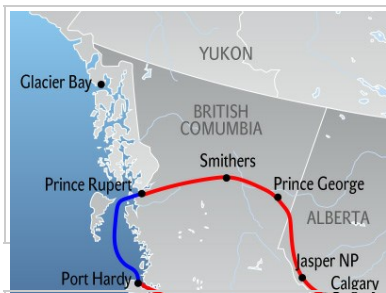 YUKON
Glacier Bay
BRITISH
COMUMBIA
Smithers
Prince Rupert
Prince George
ALBERTA
Jasper NP
Port Hardy
Calgary